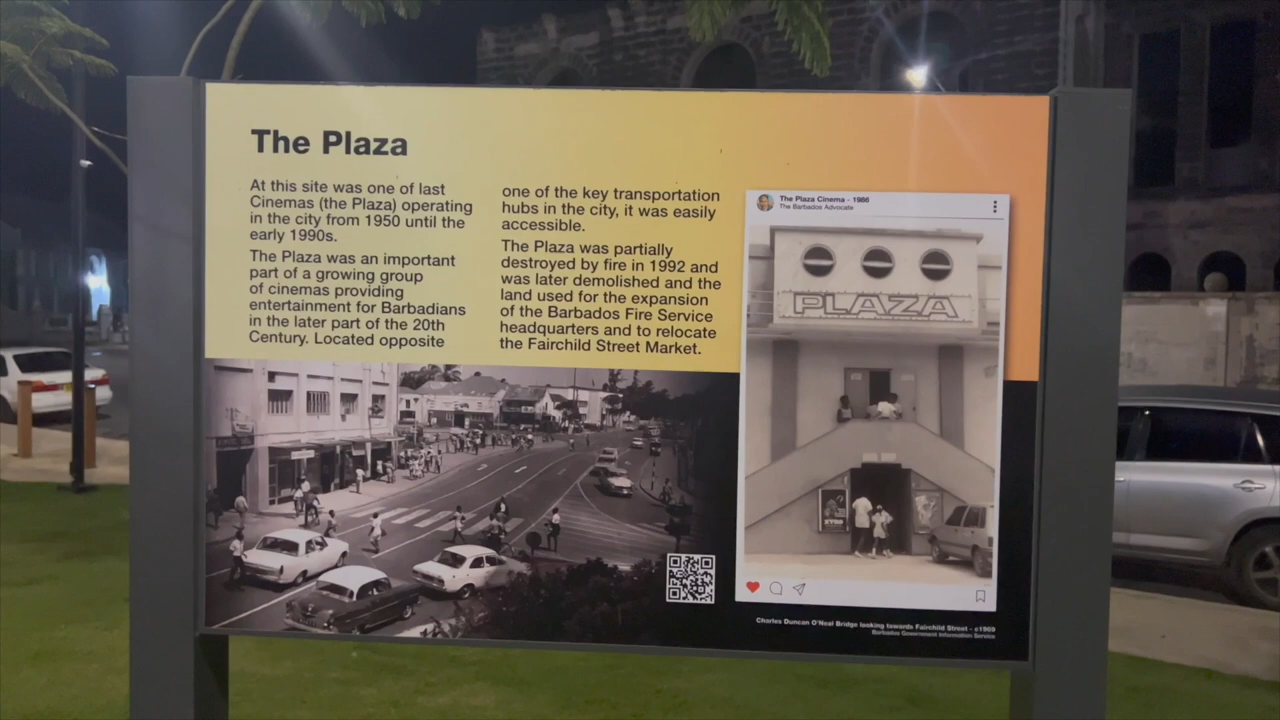 The Plaza
At this site was one of last
Cinemas (the Plaza) operating
in the city from 1950 until the
early 1990s.
The Plaza was an important
part of a growing group
of cinemas providing
entertainment for Barbadians
in the later part of the 20th
Century. Located opposite
one of the key transportation
hubs in the city, it was easily
accessible.
The Plaza was partially
destroyed by fire in 1992 and
was later demolished and the
land used for the expansion
of the Barbados Fire Service
headquarters and to relocate
the Fairchild Street Market.
The Plaza Cinema - 1986
The Barbados Advocate
PLAZA
Charles Duncan O'Neal Bridge looking towards Fairchild Street - c1969
Barbados Government Information Service